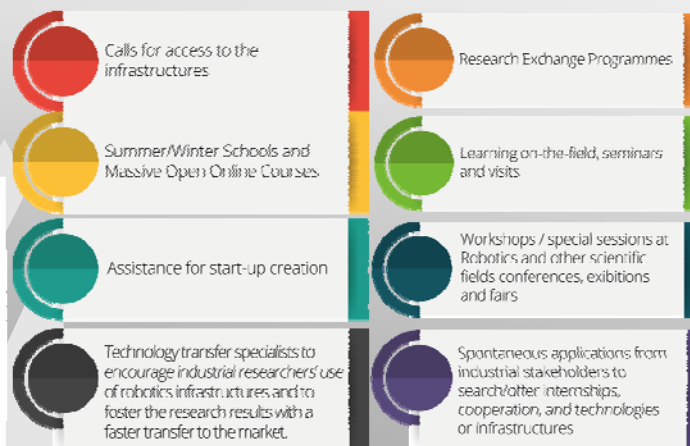 Calls for access to the
infrastructures
Research Exchange Programmes
Summer/Winter Schools and
Massive Open Online Courses
Learning on-the-field, seminars
and visits
Assistance for start-up creation
Workshops / special sessions at
Robotics and other scientific
fields conferences, exibitions
and fairs
Technology transfer specialists to
encourage industrial researchers' use
of robotics infrastructures and to
foster the research results with a
faster transfer to the market.
Spontaneous applications from
industrial stakeholders to
search/offer internships,
cooperation, and technologies
or infrastructures